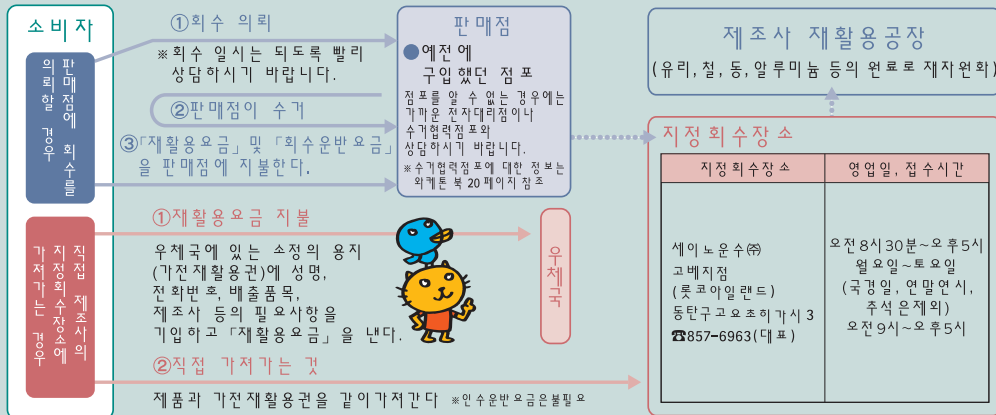 소비자
판매점에 회수를
의뢰할 경우
①회수 의뢰
※회수 일시는 되도록 빨리
상담하시기 바랍니다.
②판매점이 수거
③「재활용요금」 및 「회수운반요금」
을 판매점에 지불한다.
판매점
●예전에
구입했던 점포
점포를 알 수 없는 경우에는
가까운 전자대리점이나
수거협력점포와
상담하시기 바랍니다.
※수거협력점포에 대한 정보는
와케톤 북 20 페이지 참조
제조사 재활용공장
(유리,철,동,알루미늄 등의 원료로 재자원화)
지정회수장소
지정회수장소
영업일, 접수시간
세이노운수㈜
고베지점
(롯코아일랜드)
동탄구고요초히가시 3
☎857-6963(대표)
오전8시30분~오후5시
월요일~토요일
(국경일, 연말연시,
추석은제외)
오전9시~오후5시
직접 제조사의
지정회수장소에
가져가는 경우
①재활용요금 지불
우체국에 있는 소정의 용지
(가전재활용권)에 성명,
전화번호, 배출품목,
제조사 등의 필요사항을
기입하고 「재활용요금」을 낸다.
우체국
②직접 가져가는 것
제품과 가전재활용권을 같이가져간다 ※인수운반요금은불필요